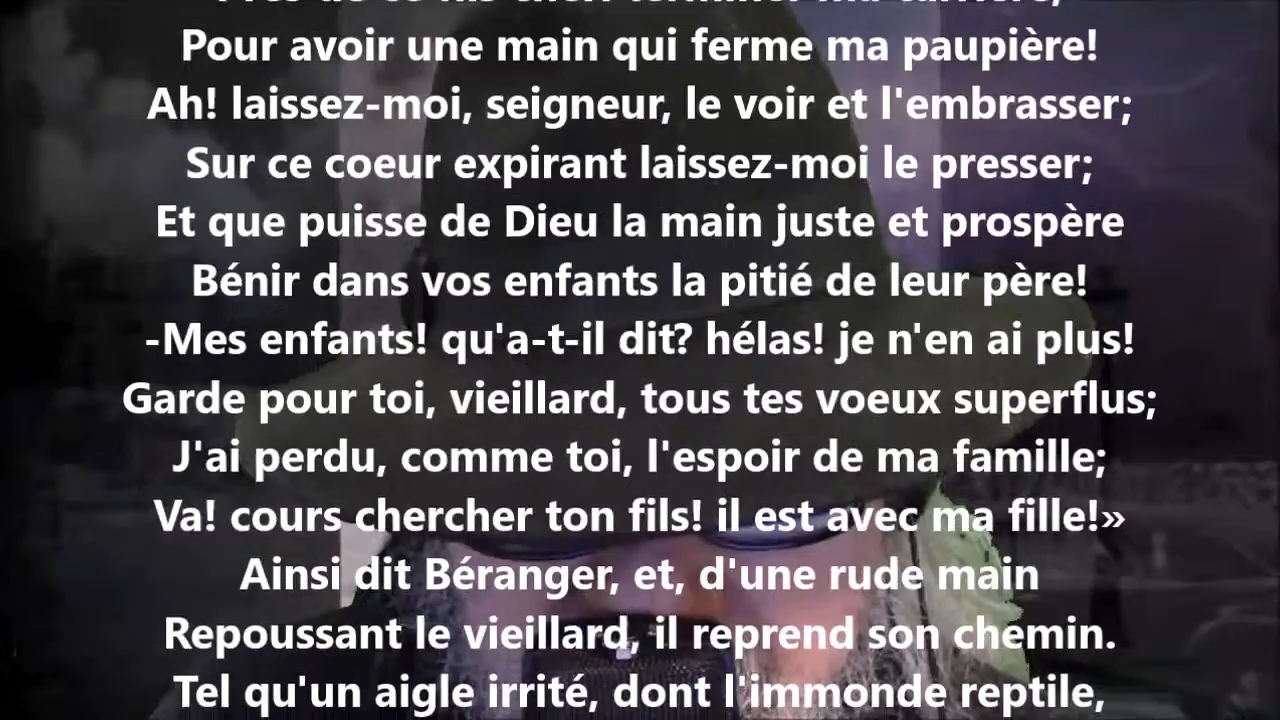 Pour avoir une main qui ferme ma paupière!
Ah! laissez-moi, seigneur, le voir et l'embrasser;
Sur ce coeur expirant laissez-moi le presser;
Et que puisse de Dieu la main juste et prospère
Bénir dans vos enfants la pitié de leur père!
-Mes enfants! qu'a-t-il dit? hélas! je n'en ai plus!
Garde pour toi, vieillard, tous tes voeux superflus;
J'ai perdu, comme toi, l'espoir de ma famille;
Va! cours chercher ton fils! il est avec ma fille!»
Ainsi dit Béranger, et, d'une rude main
Repoussant le vieillard, il reprend son chemin.
Tel qu'un aigle irrité, dont l'immonde reptile,